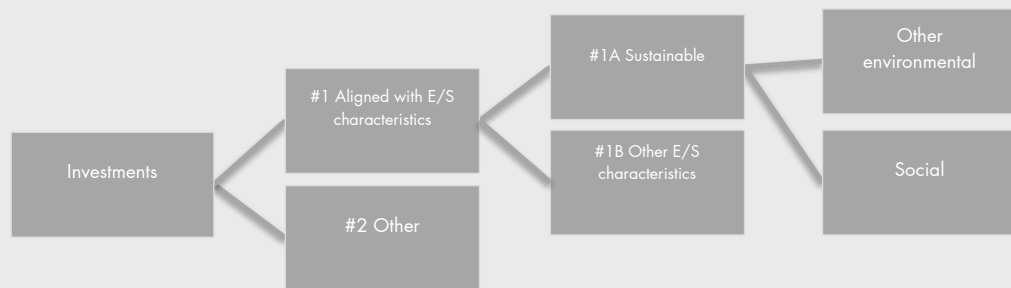 Investments
#1 Aligned with E/S
characteristics
#2 Other
#1A Sustainable
#1B Other E/S
characteristics
Other
environmental
Social